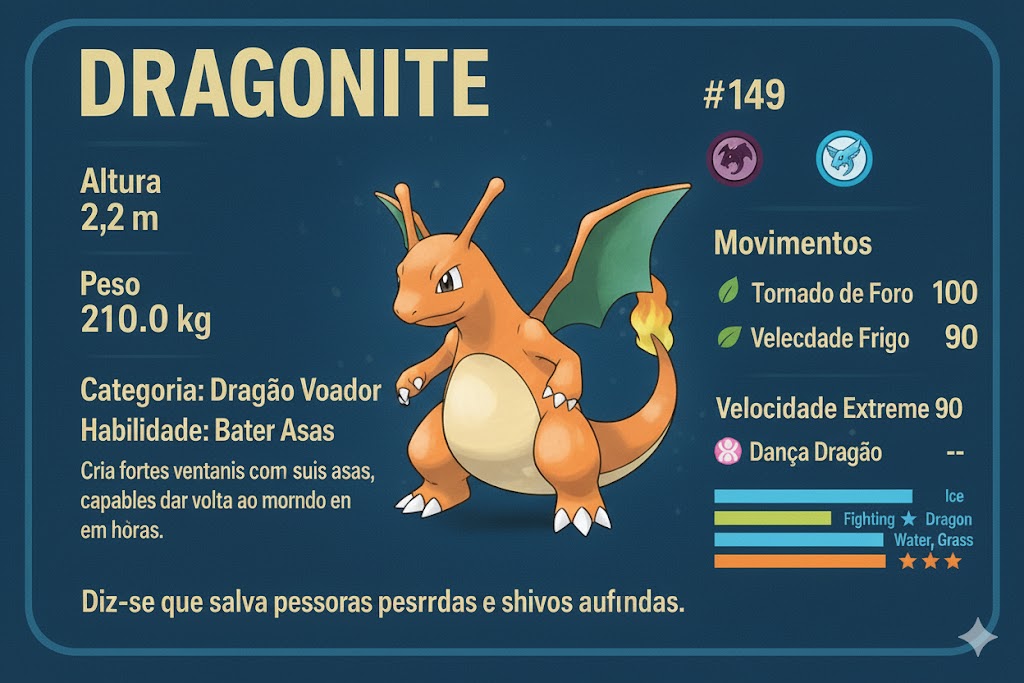 DRAGONITE
#149
Altura
2,2 m
Peso
210.0 kg
Categoria: Dragão Voador
Habilidade: Bater Asas
Cria fortes ventanis com suis asas,
capables dar volta ao morndo en
em hòras.
Movimentos
Tornado de Foro 100
Velecdade Frigo 90
Velocidade Extreme 90
Dança Dragão --
Ice
Fighting ★ Dragon
Water, Grass
★★★
Diz-se que salva pessoras pesrrdas e shivos aufındas.